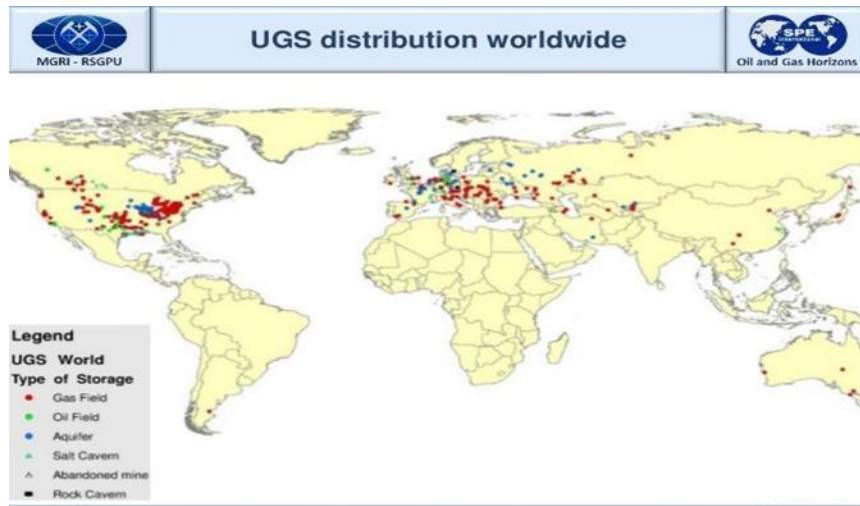 MGRI - RSGPU
UGS distribution worldwide
SPE
International
Oil and Gas Horizons
Legend
UGS World
Type of Storage
Gas Field
Oil Field
Aquifer
Salt Cavern
Abandoned mine
Rock Cavern